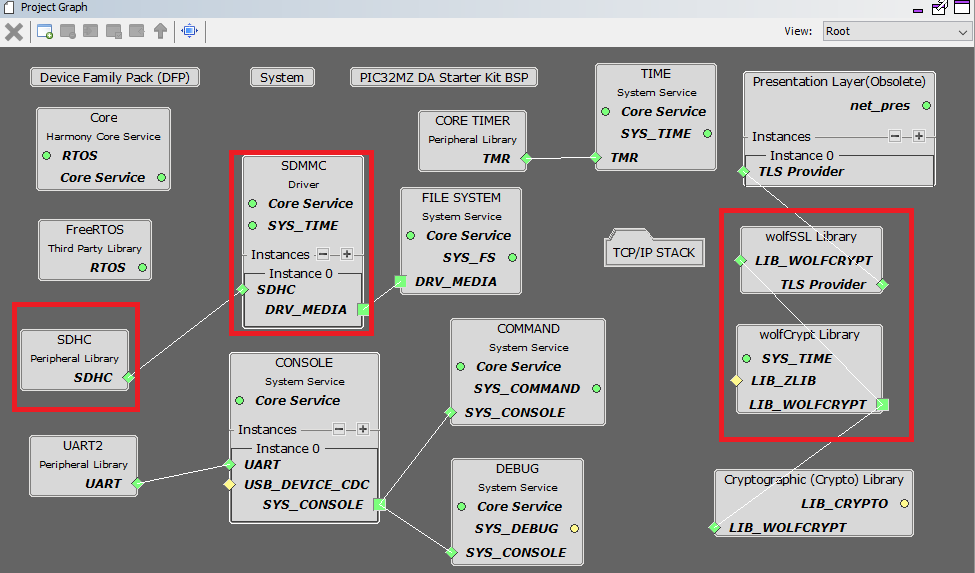 Project Graph
View:
Root
Device Family Pack (DFP)
System
PIC32MZ DA Starter Kit BSP
Core
Harmony Core Service
RTOS
Core Service
FreeRTOS
Third Party Library
RTOS
SDHC
Peripheral Library
SDHC
UART2
Peripheral Library
UART
SDMMC
Driver
Core Service
SYS_TIME
Instances
Instance 0
SDHC
DRV_MEDIA
CONSOLE
System Service
Core Service
Instances
Instance 0
UART
USB_DEVICE_CDC
SYS_CONSOLE
CORE TIMER
Peripheral Library
TMR
FILE SYSTEM
System Service
Core Service
SYS_FS
DRV_MEDIA
COMMAND
System Service
Core Service
SYS_COMMAND
SYS_CONSOLE
DEBUG
System Service
Core Service
SYS_DEBUG
SYS_CONSOLE
TIME
System Service
Core Service
SYS_TIME
TMR
TCP/IP STACK
Presentation Layer(Obsolete)
net_pres
Instances
Instance 0
TLS Provider
wolfSSL Library
LIB_WOLFCRYPT
TLS Provider
wolfCrypt Library
SYS_TIME
LIB_ZLIB
LIB_WOLFCRYPT
Cryptographic (Crypto) Library
LIB_CRYPTO
LIB_WOLFCRYPT